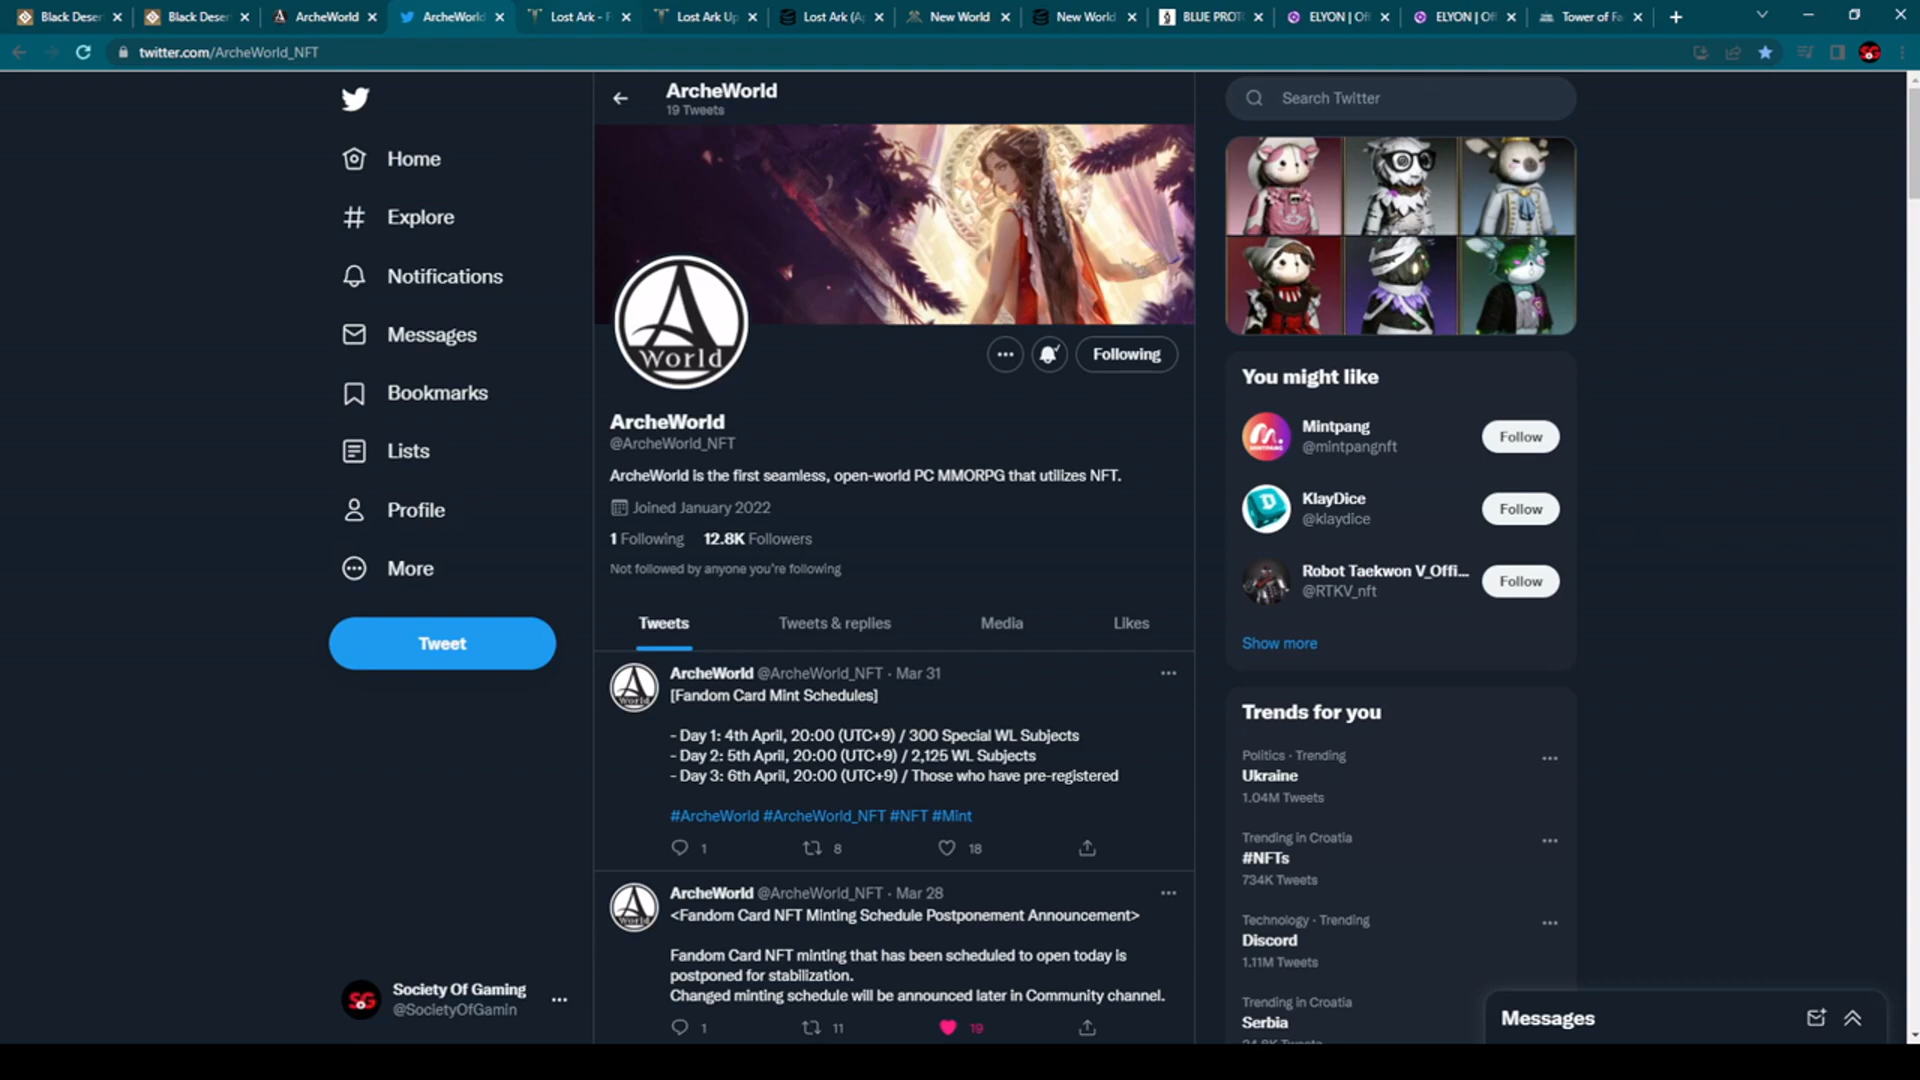 Black Deser
Black Deser
ArcheWorld
ArcheWorld
Lost Ark - F
Lost Ark Up
Lost Ark (A
New World
New World
BLUE PROT
ELYON | Of
ELYON | Of
Tower of Fa
twitter.com/ArcheWorld_NFT
Home
Explore
Notifications
Messages
Bookmarks
Lists
Profile
More
Tweet
Society Of Gaming
@SocietyOfGamin
ArcheWorld
19 Tweets
A
World
Following
ArcheWorld
@ArcheWorld_NFT
ArcheWorld is the first seamless, open-world PC MMORPG that utilizes NFT.
Joined January 2022
1 Following 12.8K Followers
Not followed by anyone you're following
Tweets Tweets & replies Media Likes
ArcheWorld @ArcheWorld_NFT · Mar 31
[Fandom Card Mint Schedules]
- Day 1: 4th April, 20:00 (UTC+9) / 300 Special WL Subjects
- Day 2: 5th April, 20:00 (UTC+9) / 2,125 WL Subjects
- Day 3: 6th April, 20:00 (UTC+9) / Those who have pre-registered
#ArcheWorld #ArcheWorld_NFT #NFT #Mint
1 8 18
ArcheWorld @ArcheWorld_NFT · Mar 28
<Fandom Card NFT Minting Schedule Postponement Announcement>
Fandom Card NFT minting that has been scheduled to open today is
postponed for stabilization.
Changed minting schedule will be announced later in Community channel.
1 11 19
Search Twitter
You might like
Mintpang
@mintpangnft
Follow
KlayDice
@klaydice
Follow
Robot Taekwon V_Offi...
@RTKV_nft
Follow
Show more
Trends for you
Politics · Trending
Ukraine
1.04M Tweets
Trending in Croatia
#NFTs
734K Tweets
Technology · Trending
Discord
1.11M Tweets
Trending in Croatia
Serbia
Messages